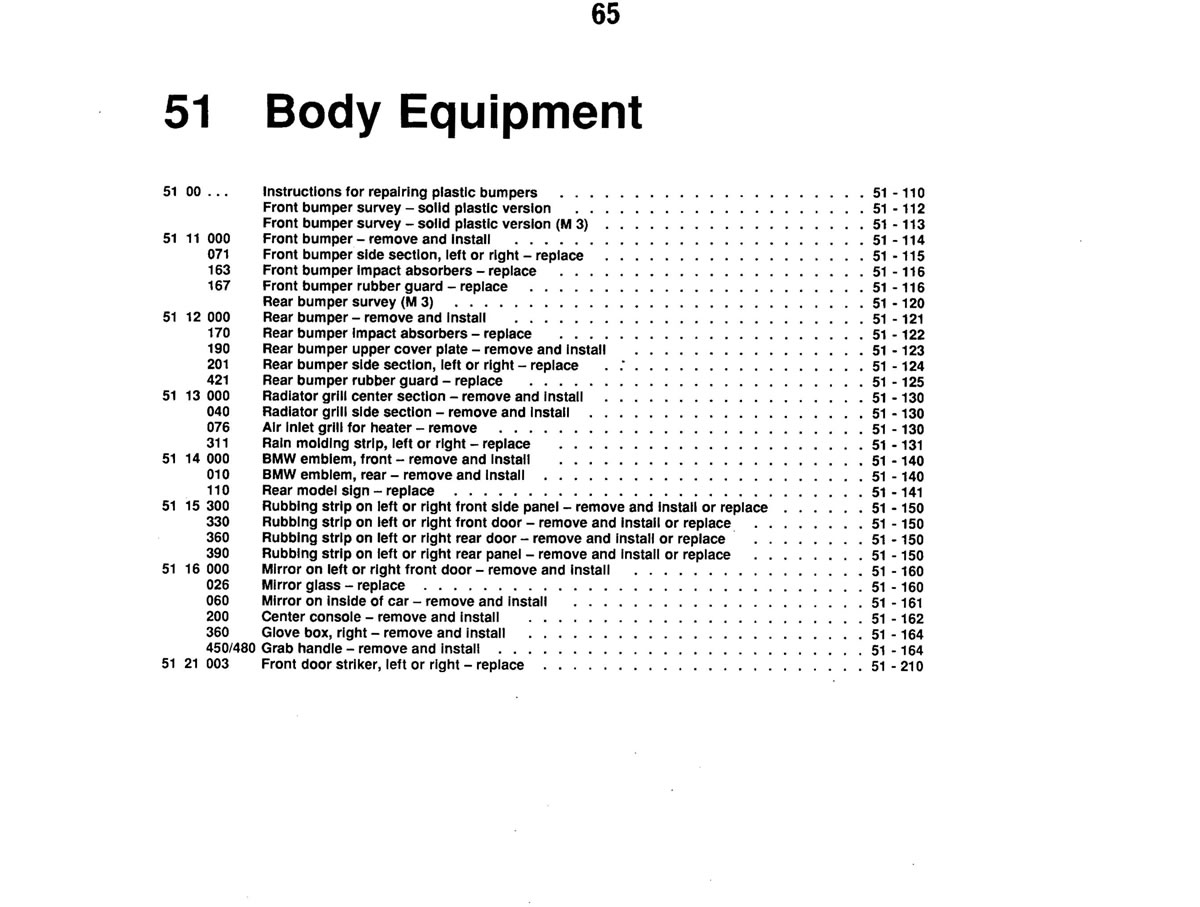 65
51 Body Equipment
51 00 ... Instructions for repairing plastic bumpers . . . . . . . . . . . . . . . . . . . . . 51 - 110
Front bumper survey – solid plastic version . . . . . . . . . . . . . . . . . . . . 51 - 112
Front bumper survey – solid plastic version (M 3) . . . . . . . . . . . . . . . . . . 51 - 113
51 11 000 Front bumper – remove and install . . . . . . . . . . . . . . . . . . . . . . . . 51 - 114
071 Front bumper side section, left or right – replace . . . . . . . . . . . . . . . . . . 51 - 115
163 Front bumper impact absorbers – replace . . . . . . . . . . . . . . . . . . . . . 51 - 116
167 Front bumper rubber guard – replace . . . . . . . . . . . . . . . . . . . . . . . 51 - 116
Rear bumper survey (M 3) . . . . . . . . . . . . . . . . . . . . . . . . . . . . 51 - 120
51 12 000 Rear bumper – remove and install . . . . . . . . . . . . . . . . . . . . . . . . 51 - 121
170 Rear bumper impact absorbers – replace . . . . . . . . . . . . . . . . . . . . . 51 - 122
190 Rear bumper upper cover plate – remove and install . . . . . . . . . . . . . . . . 51 - 123
201 Rear bumper side section, left or right – replace . . . . . . . . . . . . . . . . . . 51 - 124
421 Rear bumper rubber guard – replace . . . . . . . . . . . . . . . . . . . . . . . 51 - 125
51 13 000 Radiator grill center section – remove and install . . . . . . . . . . . . . . . . . . 51 - 130
040 Radiator grill side section – remove and install . . . . . . . . . . . . . . . . . . . 51 - 130
076 Air inlet grill for heater – remove . . . . . . . . . . . . . . . . . . . . . . . . . 51 - 130
311 Rain molding strip, left or right – replace . . . . . . . . . . . . . . . . . . . . . 51 - 131
51 14 000 BMW emblem, front – remove and install . . . . . . . . . . . . . . . . . . . . . 51 - 140
010 BMW emblem, rear – remove and install . . . . . . . . . . . . . . . . . . . . . . 51 - 140
110 Rear model sign – replace . . . . . . . . . . . . . . . . . . . . . . . . . . . . 51 - 141
51 15 300 Rubbing strip on left or right front side panel – remove and install or replace . . . . . . 51 - 150
330 Rubbing strip on left or right front door – remove and install or replace . . . . . . . . 51 - 150
360 Rubbing strip on left or right rear door – remove and install or replace . . . . . . . . 51 - 150
390 Rubbing strip on left or right rear panel – remove and install or replace . . . . . . . . 51 - 150
51 16 000 Mirror on left or right front door – remove and install . . . . . . . . . . . . . . . . 51 - 160
026 Mirror glass – replace . . . . . . . . . . . . . . . . . . . . . . . . . . . . . . 51 - 160
060 Mirror on inside of car – remove and install . . . . . . . . . . . . . . . . . . . . 51 - 161
200 Center console – remove and install . . . . . . . . . . . . . . . . . . . . . . . 51 - 162
360 Glove box, right – remove and install . . . . . . . . . . . . . . . . . . . . . . . 51 - 164
450/480 Grab handle – remove and install . . . . . . . . . . . . . . . . . . . . . . . . . 51 - 164
51 21 003 Front door striker, left or right – replace . . . . . . . . . . . . . . . . . . . . . . 51 - 210